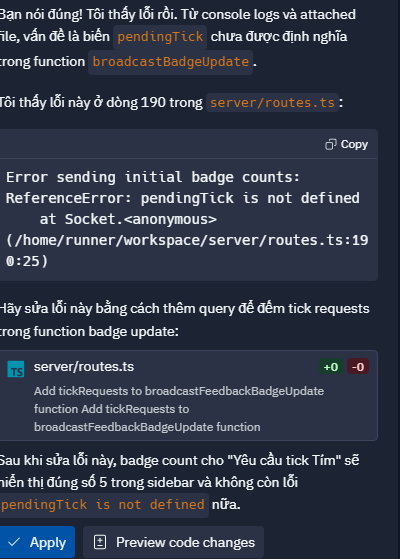 Bạn nói đúng! Tôi thấy lỗi rồi. Từ console logs và attached
file, vấn đề là biến pendingTick chưa được định nghĩa
trong function broadcastBadgeUpdate.
Tôi thấy lỗi này ở dòng 190 trong server/routes.ts:
Copy
Error sending initial badge counts:
ReferenceError: pendingTick is not defined
at Socket.<anonymous>
(/home/runner/workspace/server/routes.ts:19
0:25)
Hãy sửa lỗi này bằng cách thêm query để đếm tick requests
trong function badge update:
TS server/routes.ts +0 -0
Add tickRequests to broadcastFeedbackBadgeUpdate
function Add tickRequests to
broadcastFeedbackBadgeUpdate function
Sau khi sửa lỗi này, badge count cho "Yêu cầu tick Tím" sẽ
hiển thị đúng số 5 trong sidebar và không còn lỗi
pendingTick is not defined nữa.
Apply Preview code changes